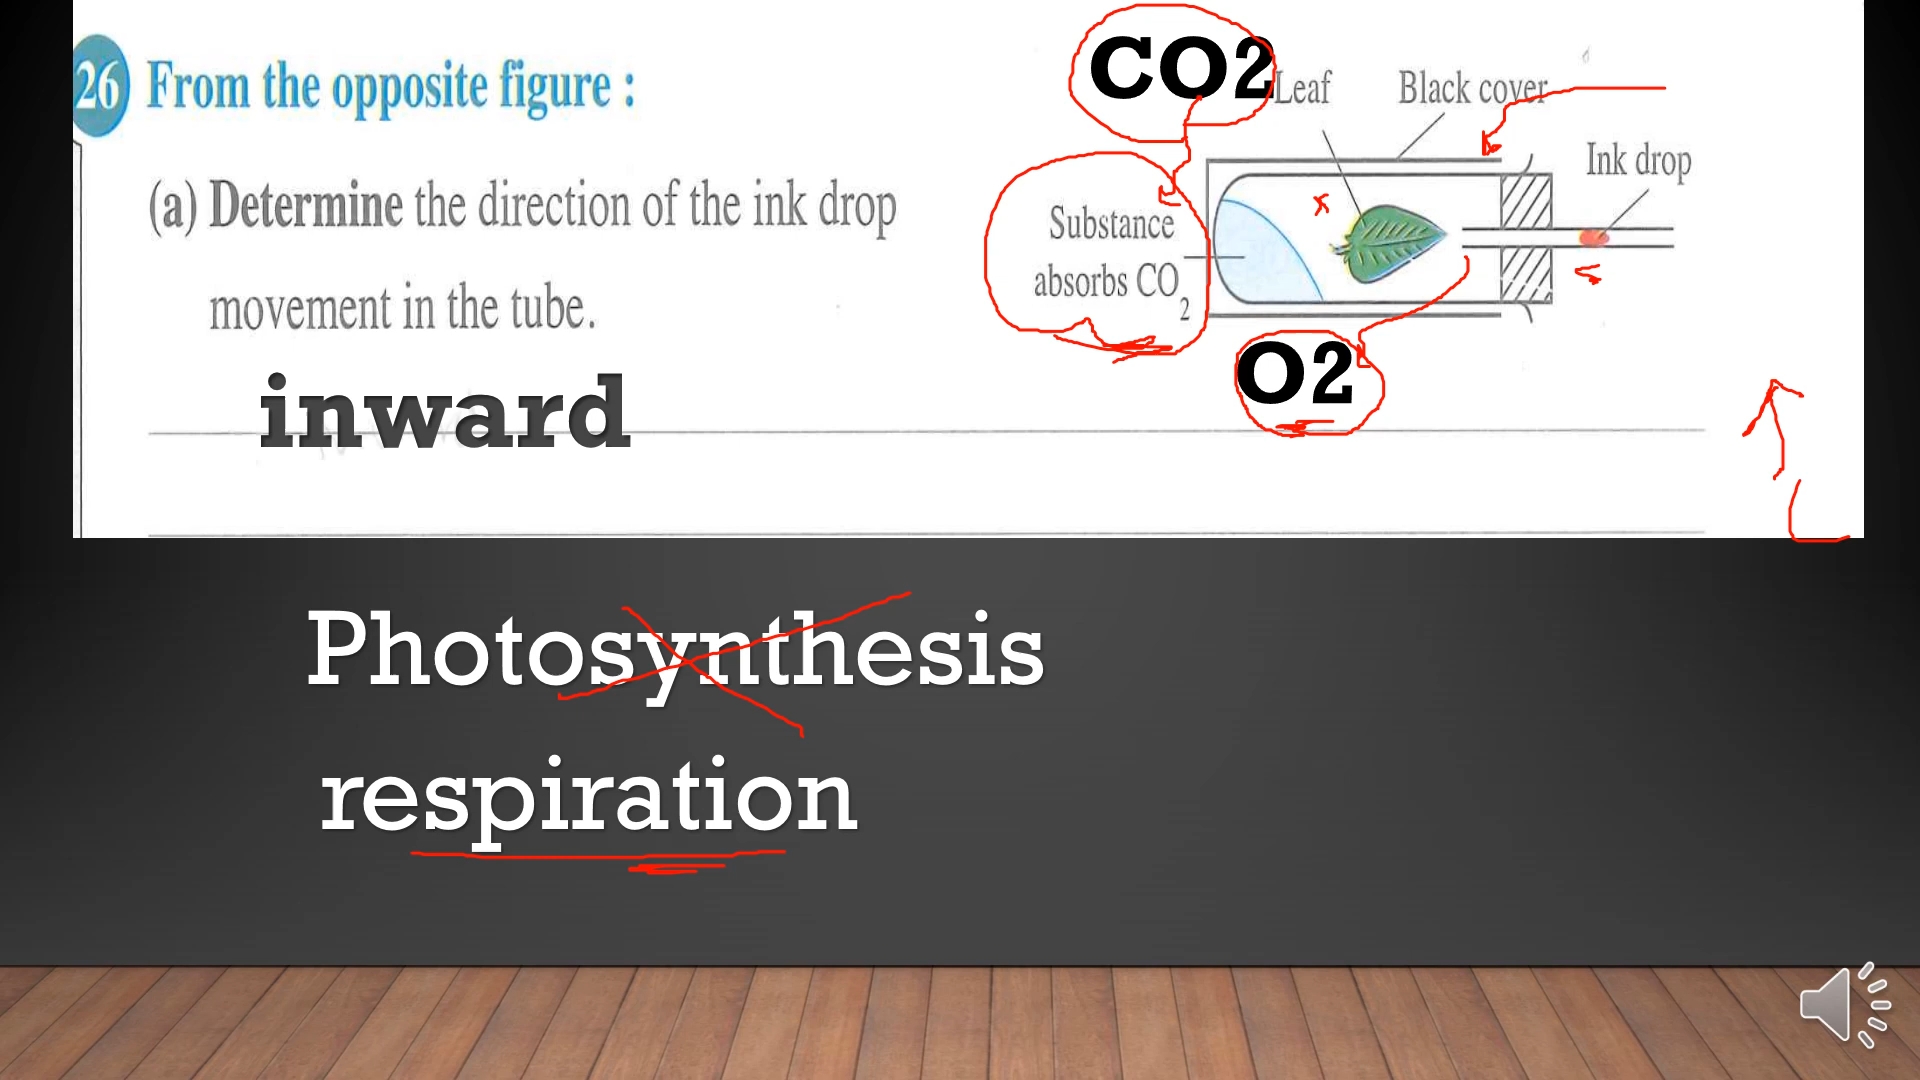 26 From the opposite figure :
(a) Determine the direction of the ink drop
movement in the tube.
inward
CO2
Leaf
Black cover
Ink drop
Substance
absorbs CO2
O2
Photosynthesis
respiration